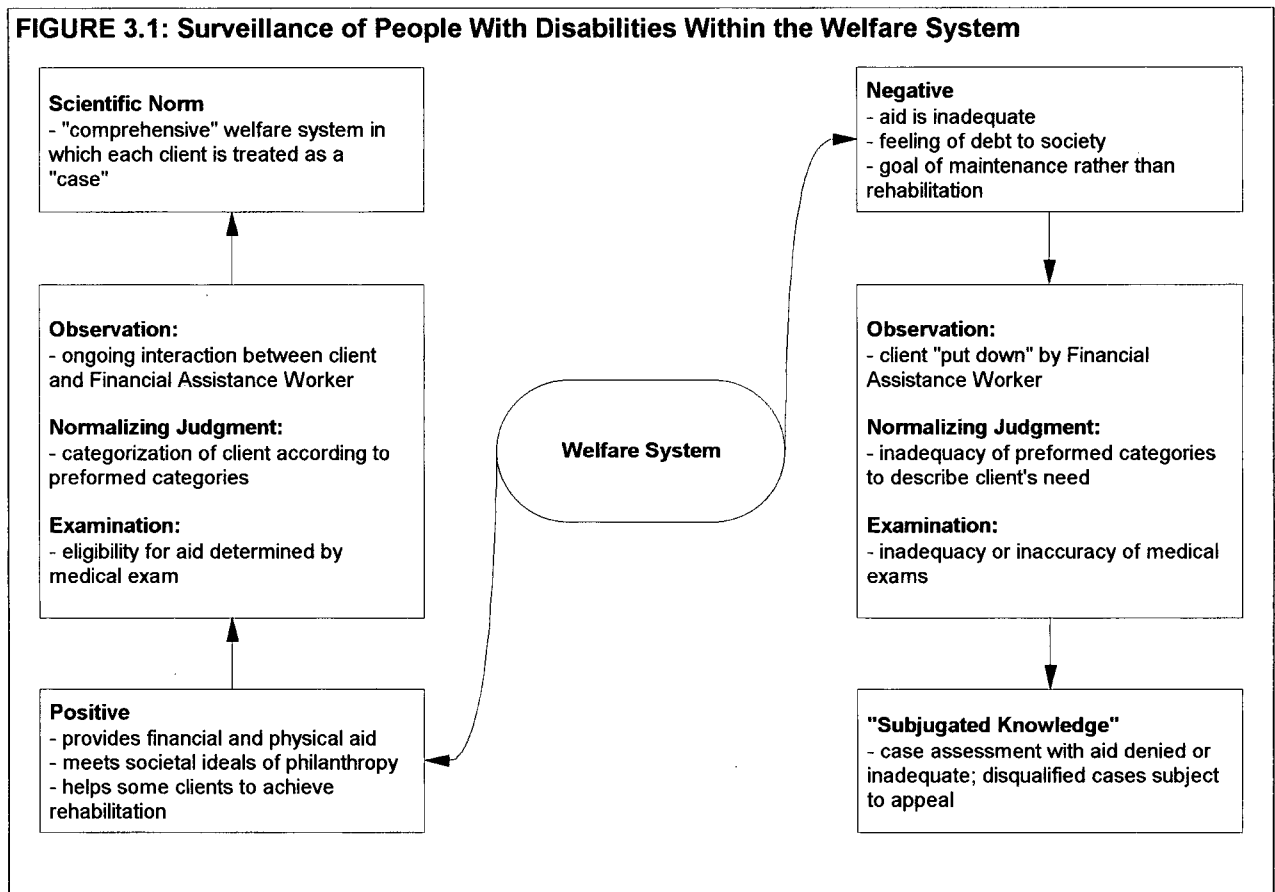 FIGURE 3.1: Surveillance of People With Disabilities Within the Welfare System
Scientific Norm
- "comprehensive" welfare system in
which each client is treated as a
"case"
Observation:
- ongoing interaction between client
and Financial Assistance Worker
Normalizing Judgment:
- categorization of client according to
preformed categories
Examination:
- eligibility for aid determined by
medical exam
Positive
- provides financial and physical aid
- meets societal ideals of philanthropy
- helps some clients to achieve
rehabilitation
Welfare System
Negative
- aid is inadequate
- feeling of debt to society
- goal of maintenance rather than
rehabilitation
Observation:
- client "put down" by Financial
Assistance Worker
Normalizing Judgment:
- inadequacy of preformed categories
to describe client's need
Examination:
- inadequacy or inaccuracy of medical
exams
"Subjugated Knowledge"
- case assessment with aid denied or
inadequate; disqualified cases subject
to appeal